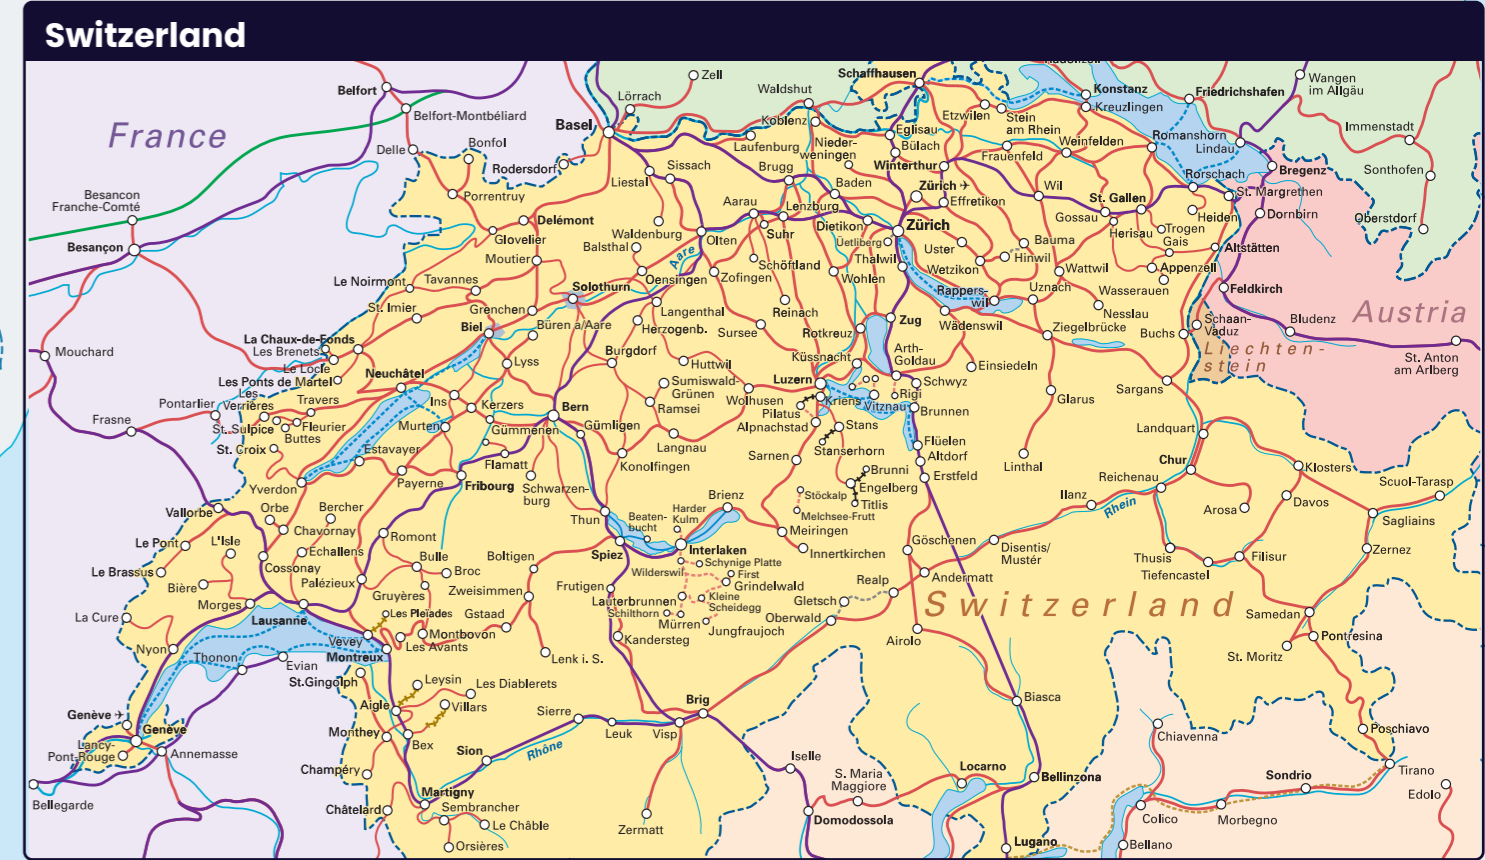 Switzerland
Zell
Schaffhausen
Konstanz
Wangen
im Allgäu
Belfort
Lörrach
Waldshut
Kreuzlingen
Friedrichshafen
Belfort-Montbéliard
Basel
Koblenz
Etzwilen
Stein
am Rhein
Immenstadt
France
Delle
Bonfol
Laufenburg
Nieder-
weningen
Eglisau
Bülach
Weinfelden
Romanshorn
Lindau
Rodersdorf
Sissach
Brugg
Winterthur
Frauenfeld
Rorschach
Bregenz
Sonthofen
Besancon
Franche-Comté
Porrentruy
Liestal
Baden
Zürich
Effretikon
Wil
St. Gallen
St. Margrethen
Delémont
Aarau
Lenzburg
Gossau
Heiden
Dornbirn
Oberstdorf
Besançon
Glovelier
Waldenburg
Balsthal
Olten
Suhr
Dietikon
Zürich
Üetliberg
Uster
Bauma
Herisau
Trogen
Gais
Altstätten
Moutier
Aare
Thalwil
Hinwil
Wetzikon
Wattwil
Appenzell
Le Noirmont
Tavannes
Solothurn
Oensingen
Zofingen
Schöftland
Wohlen
Rappers-
wil
Uznach
Wasserauen
Feldkirch
St. Imier
Grenchen
Langenthal
Reinach
Nesslau
Austria
Biel
Büren a/Aare
Herzogenb.
Sursee
Rotkreuz
Zug
Wädenswil
Ziegelbrücke
Buchs
Schaan-
Vaduz
Bludenz
La Chaux-de-Fonds
Les Brenets
Le Locle
Mouchard
Lyss
Burgdorf
Huttwil
Küssnacht
Arth-
Goldau
Liechten-
stein
St. Anton
am Arlberg
Les Ponts de Martel
Neuchâtel
Sumiswald-
Grünen
Luzern
Einsiedeln
Schwyz
Sargans
Les
Verrières
Travers
Ins
Kerzers
Bern
Ramsei
Wolhusen
Kriens
Pilatus
Vitznau
Rigi
Brunnen
Glarus
Pontarlier
Frasne
St. Sulpice
Fleurier
Buttes
Murten
Gümmenen
Gümligen
Alpnachstad
Stans
Landquart
St. Croix
Estavayer
Flamatt
Langnau
Konolfingen
Sarnen
Stanserhorn
Flüelen
Altdorf
Linthal
Chur
Klosters
Yverdon
Payerne
Fribourg
Schwarzen-
burg
Brunni
Engelberg
Titlis
Erstfeld
Reichenau
Scuol-Tarasp
Vallorbe
Orbe
Bercher
Chavornay
Thun
Beaten-
bucht
Harder
Kulm
Brienz
Stöckalp
Melchsee-Frutt
Ilanz
Rhein
Arosa
Davos
Sagliains
Le Pont
L'Isle
Echallens
Romont
Meiringen
Göschenen
Disentis/
Mustér
Thusis
Filisur
Zernez
Le Brassus
Cossonay
Bulle
Broc
Boltigen
Spiez
Interlaken
Innertkirchen
Andermatt
Tiefencastel
Bière
Palézieux
Gruyères
Zweisimmen
Frutigen
Wilderswil
Schynige Platte
First
Grindelwald
Realp
Gletsch
Morges
Lausanne
Les Pleïades
Gstaad
Lauterbrunnen
Kleine
Scheidegg
Schilthorn
Mürren
Jungfraujoch
Oberwald
Switzerland
Samedan
La Cure
Vevey
Montbovon
Les Avants
Kandersteg
Airolo
Pontresina
Nyon
Thonon
Evian
Montreux
St.Gingolph
Lenk i. S.
St. Moritz
Leysin
Les Diablerets
Aigle
Villars
Brig
Biasca
Genève
Genève
Lancy-
Pont-Rouge
Annemasse
Monthey
Bex
Sierre
Leuk
Visp
Chiavenna
Poschiavo
Sion
Rhône
Champéry
Iselle
Locarno
Bellinzona
Tirano
Bellegarde
Martigny
S. Maria
Maggiore
Sondrio
Edolo
Châtelard
Sembrancher
Le Châble
Zermatt
Domodossola
Colico
Morbegno
Orsières
Lugano
Bellano